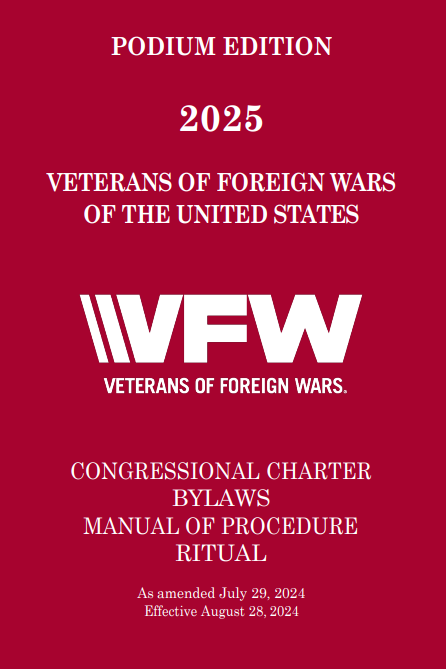 PODIUM EDITION
2025
VETERANS OF FOREIGN WARS
OF THE UNITED STATES
VFW
VETERANS OF FOREIGN WARS.
CONGRESSIONAL CHARTER
BYLAWS
MANUAL OF PROCEDURE
RITUAL
As amended July 29, 2024
Effective August 28, 2024